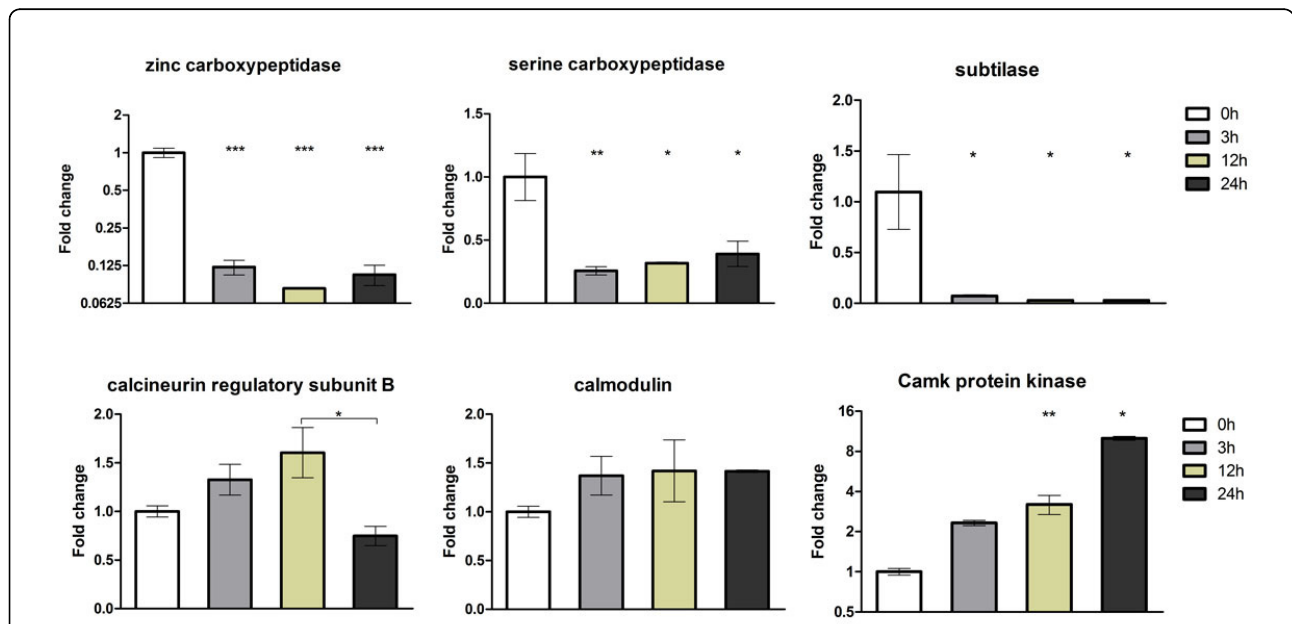 zinc carboxypeptidase
Fold change
2
1
0.5
0.25
0.125
0.0625
***
***
***
serine carboxypeptidase
Fold change
1.5
1.0
0.5
0.0
**
*
*
subtilase
Fold change
2.0
1.5
1.0
0.5
0.0
*
*
*
0h
3h
12h
24h
calcineurin regulatory subunit B
Fold change
2.0
1.5
1.0
0.5
0.0
*
calmodulin
Fold change
2.0
1.5
1.0
0.5
0.0
Camk protein kinase
Fold change
16
8
4
2
1
0.5
**
*
0h
3h
12h
24h